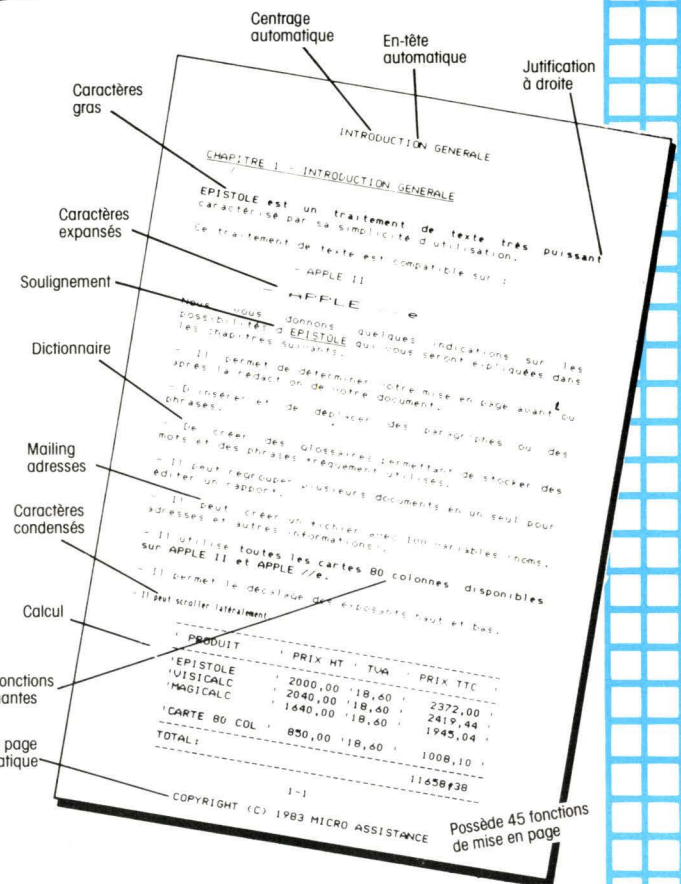 Centrage
automatique
En-tête
automatique
Jutification
à droite
Caractères
gras
Caractères
expansés
Soulignement
Dictionnaire
Mailing
adresses
Caractères
condensés
Calcul
onctions
page
atique
INTRODUCTION GENERALE
CHAPITRE 1 - INTRODUCTION GENERALE
EPISTOLE est un traitement de texte très puissant
caractérisé par sa simplicité d'utilisation.
Ce traitement de texte est compatible sur :
- APPLE II
- APPLE e
Nous vous donnons quelques indications sur les
possibilités d'EPISTOLE qui vous seront expliquées dans
les chapitres suivants.
- Il permet de déterminer votre mise en page avant ou
après la rédaction de votre document.
- D'insérer et de déplacer des paragraphes ou des
phrases.
- De créer des glossaires permettant de stocker des
mots et des phrases fréquement utilisés.
- Il peut regrouper plusieurs documents en un seul pour
éditer un rapport.
- Il peut créer un fichier avec 100 variables (noms,
adresses et autres informations).
- Il utilise toutes les cartes 80 colonnes disponibles
sur APPLE II et APPLE //e.
- Il permet le décalage des exposants haut et bas.
- Il peut scroller latéralement
PRODUIT PRIX HT TVA PRIX TTC
EPISTOLE 2000,00 18,60 2372,00
VISICALC 2040,00 18,60 2419,44
MAGICALC 1640,00 18,60 1945,04
CARTE 80 COL 850,00 18,60 1008,10
TOTAL: 11658,38
1-1
COPYRIGHT (C) 1983 MICRO ASSISTANCE
Possède 45 fonctions
de mise en page